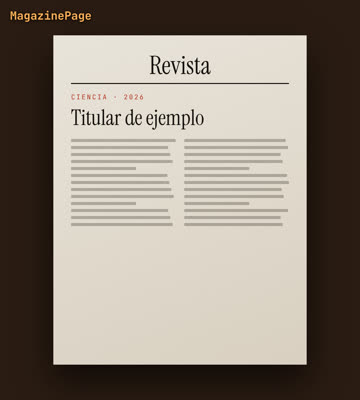 MagazinePage
Revista
CIENCIA · 2026
Titular de ejemplo